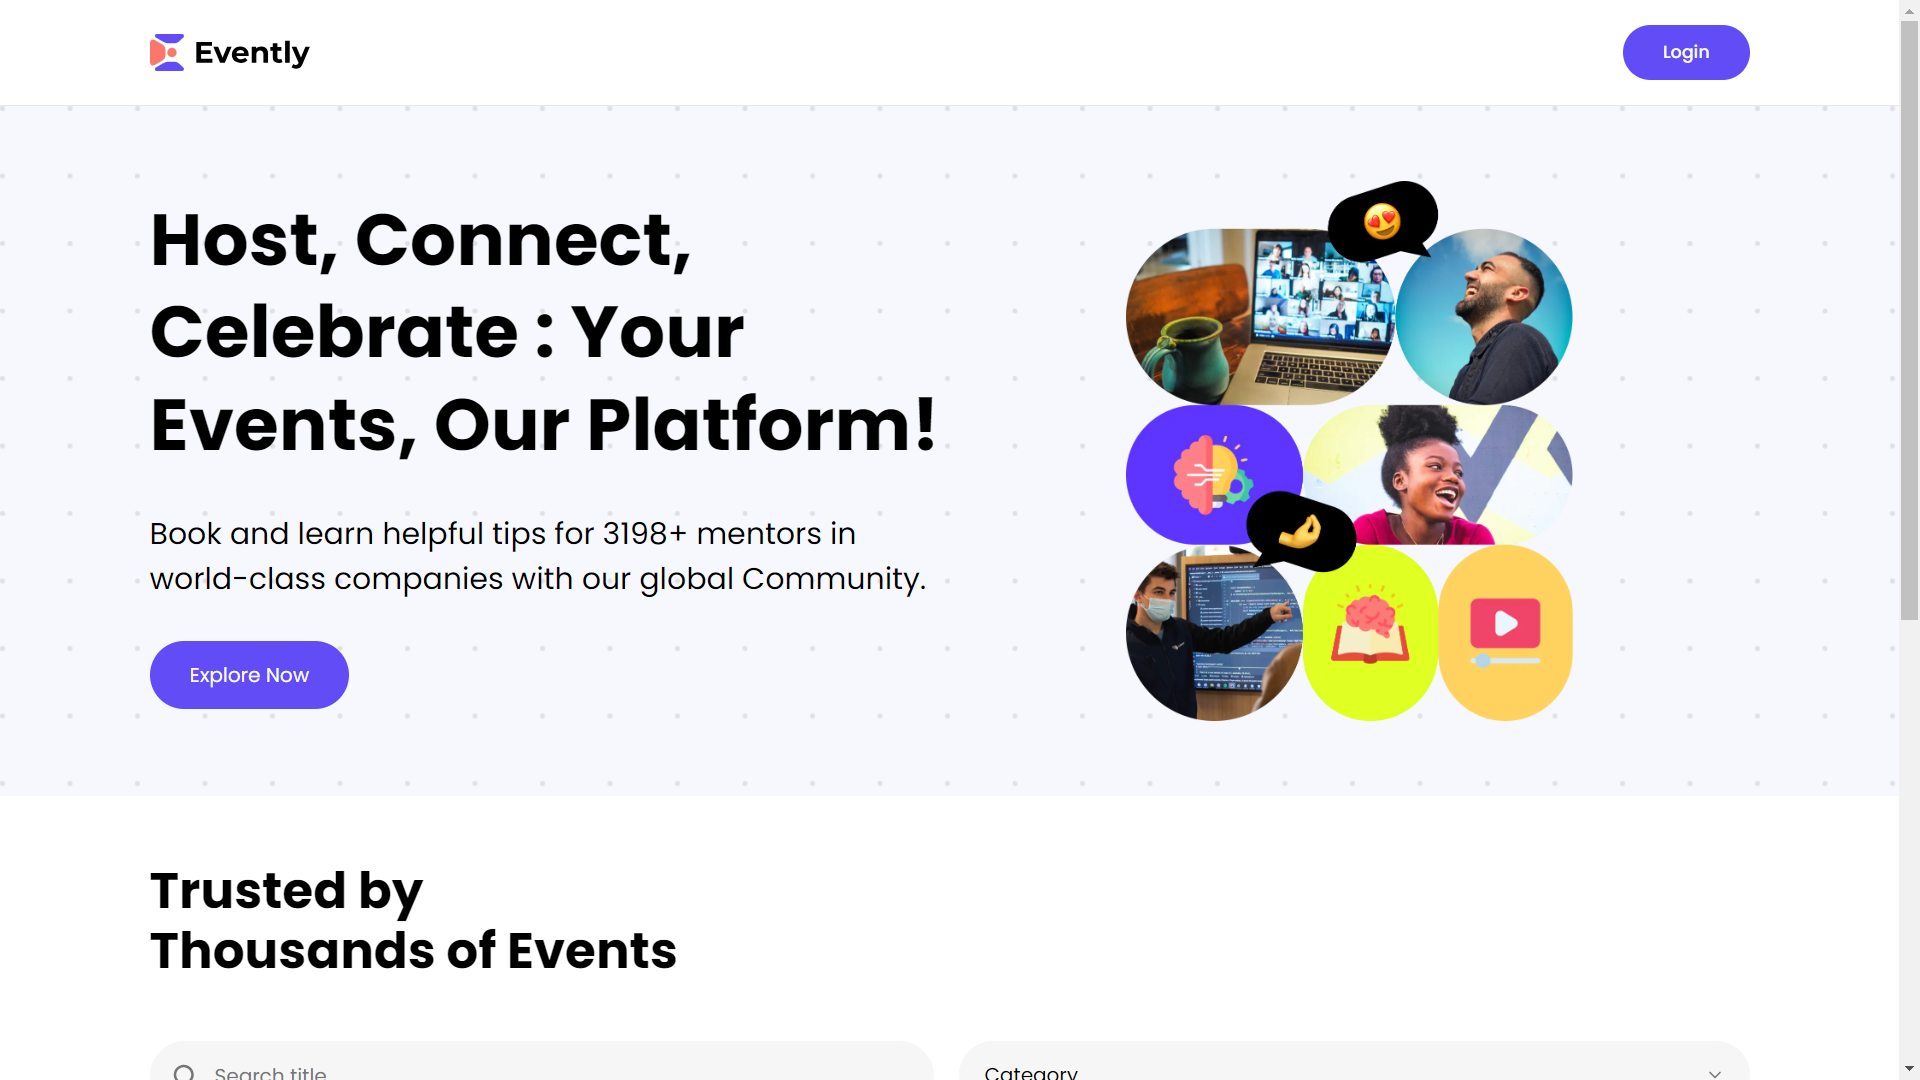 Evently
Login
Host, Connect,
Celebrate : Your
Events, Our Platform!
Book and learn helpful tips for 3198+ mentors in
world-class companies with our global Community.
Explore Now
Trusted by
Thousands of Events
Search title
Category